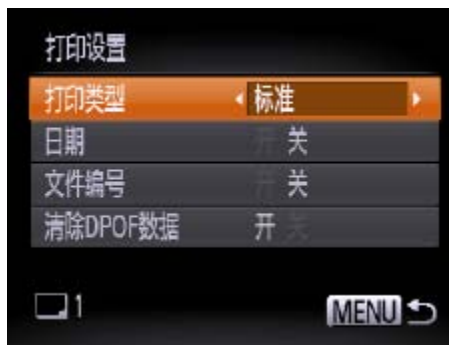 打印设置
打印类型 标准
日期 开 关
文件编号 开 关
清除DPOF数据 开 关
1 MENU